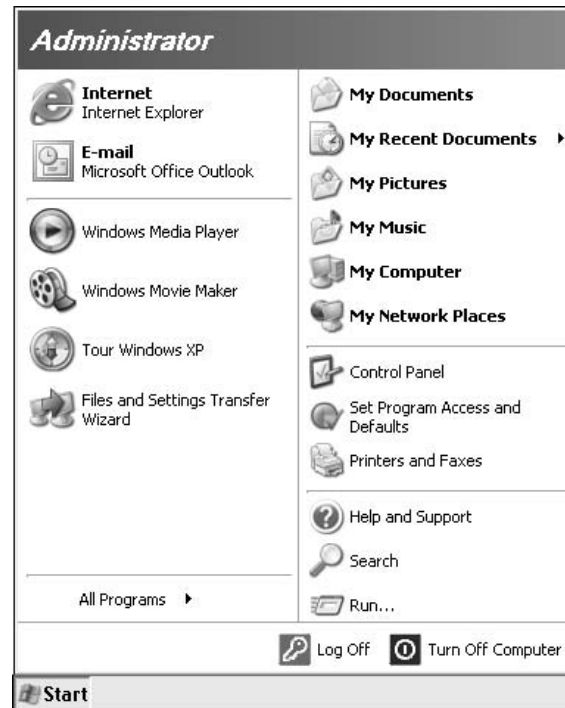 Administrator
Internet
Internet Explorer
E-mail
Microsoft Office Outlook
Windows Media Player
Windows Movie Maker
Tour Windows XP
Files and Settings Transfer
Wizard
All Programs
My Documents
My Recent Documents
My Pictures
My Music
My Computer
My Network Places
Control Panel
Set Program Access and
Defaults
Printers and Faxes
Help and Support
Search
Run...
Log Off
Turn Off Computer
Start